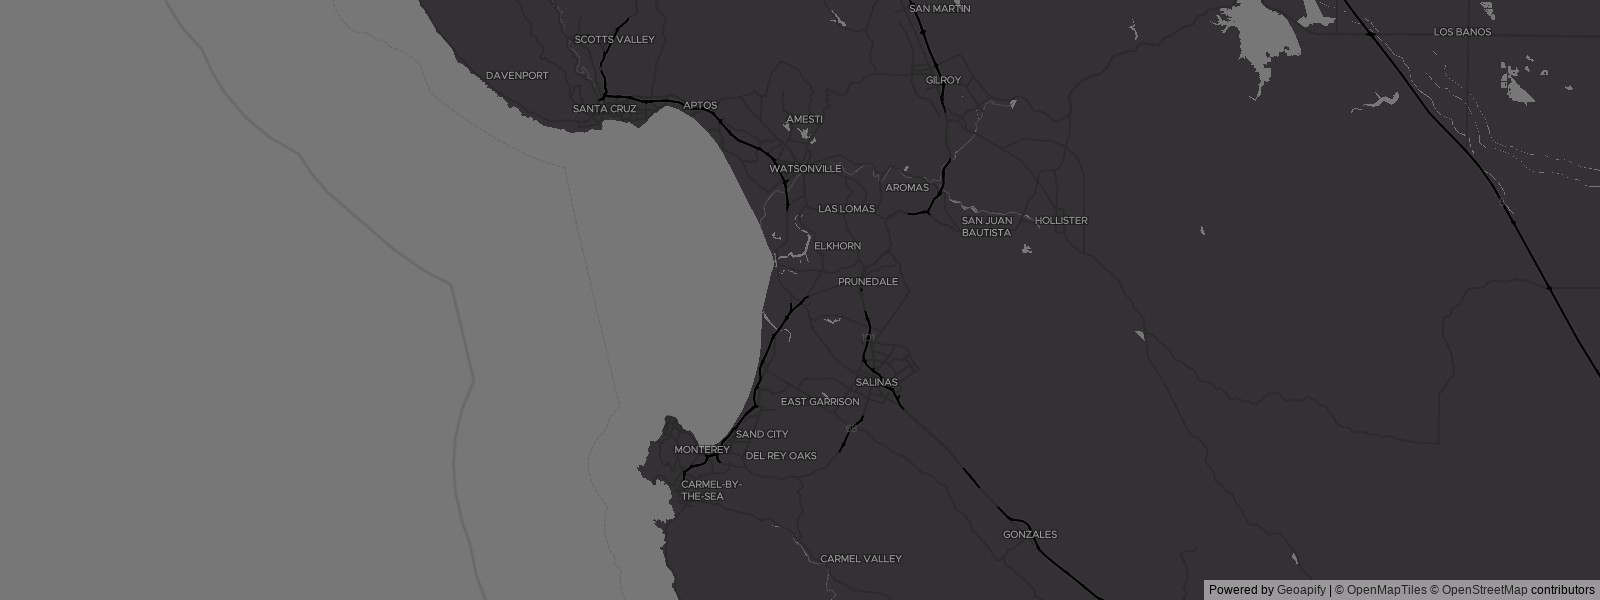 SAN MARTIN
LOS BANOS
SCOTTS VALLEY
DAVENPORT
GILROY
SANTA CRUZ
APTOS
AMESTI
WATSONVILLE
AROMAS
LAS LOMAS
SAN JUAN
BAUTISTA
HOLLISTER
ELKHORN
PRUNEDALE
101
SALINAS
EAST GARRISON
68
SAND CITY
MONTEREY
DEL REY OAKS
CARMEL-BY-
THE-SEA
GONZALES
CARMEL VALLEY
Powered by Geoapify | © OpenMapTiles © OpenStreetMap contributors